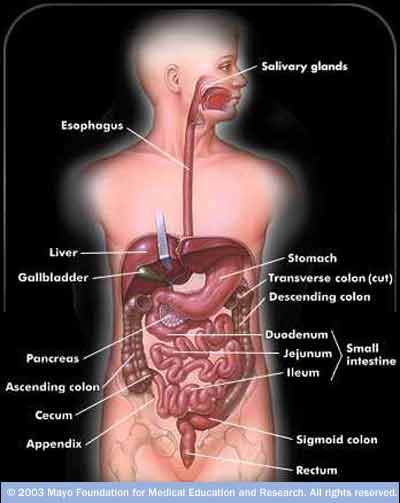 Salivary glands
Esophagus
Liver
Gallbladder
Stomach
Transverse colon (cut)
Descending colon
Duodenum
Jejunum
Ileum
Small
intestine
Pancreas
Ascending colon
Cecum
Appendix
Sigmoid colon
Rectum
© 2003 Mayo Foundation for Medical Education and Research. All rights reserved.